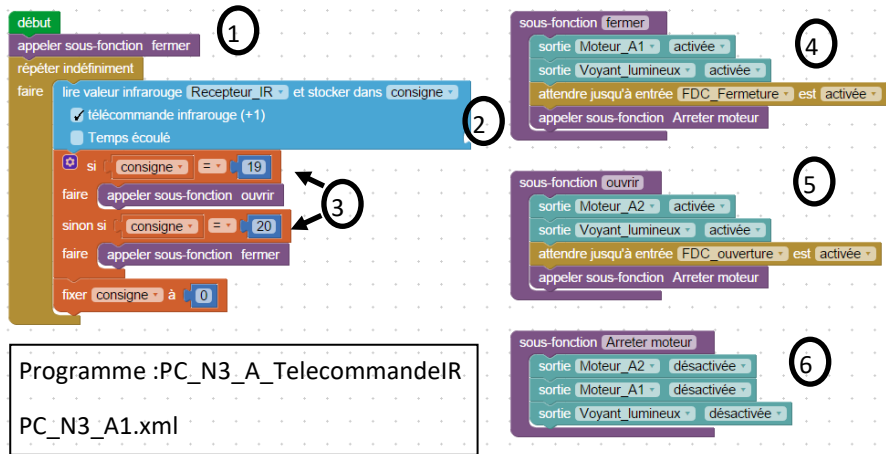 début
1
appeler sous-fonction fermer
répéter indéfiniment
faire lire valeur infrarouge Recepteur_IR et stocker dans consigne
télécommande infrarouge (+1)
2
Temps écoulé
si consigne = 19
faire appeler sous-fonction ouvrir
3
sinon si consigne = 20
faire appeler sous-fonction fermer
fixer consigne à 0
Programme :PC_N3_A_TelecommandeIR
PC_N3_A1.xml
sous-fonction fermer
4
sortie Moteur_A1 activée
sortie Voyant_lumineux activée
attendre jusqu'à entrée FDC_Fermeture est activée
appeler sous-fonction Arreter moteur
sous-fonction ouvrir
5
sortie Moteur_A2 activée
sortie Voyant_lumineux activée
attendre jusqu'à entrée FDC_ouverture est activée
appeler sous-fonction Arreter moteur
sous-fonction Arreter moteur
6
sortie Moteur_A2 désactivée
sortie Moteur_A1 désactivée
sortie Voyant_lumineux désactivée